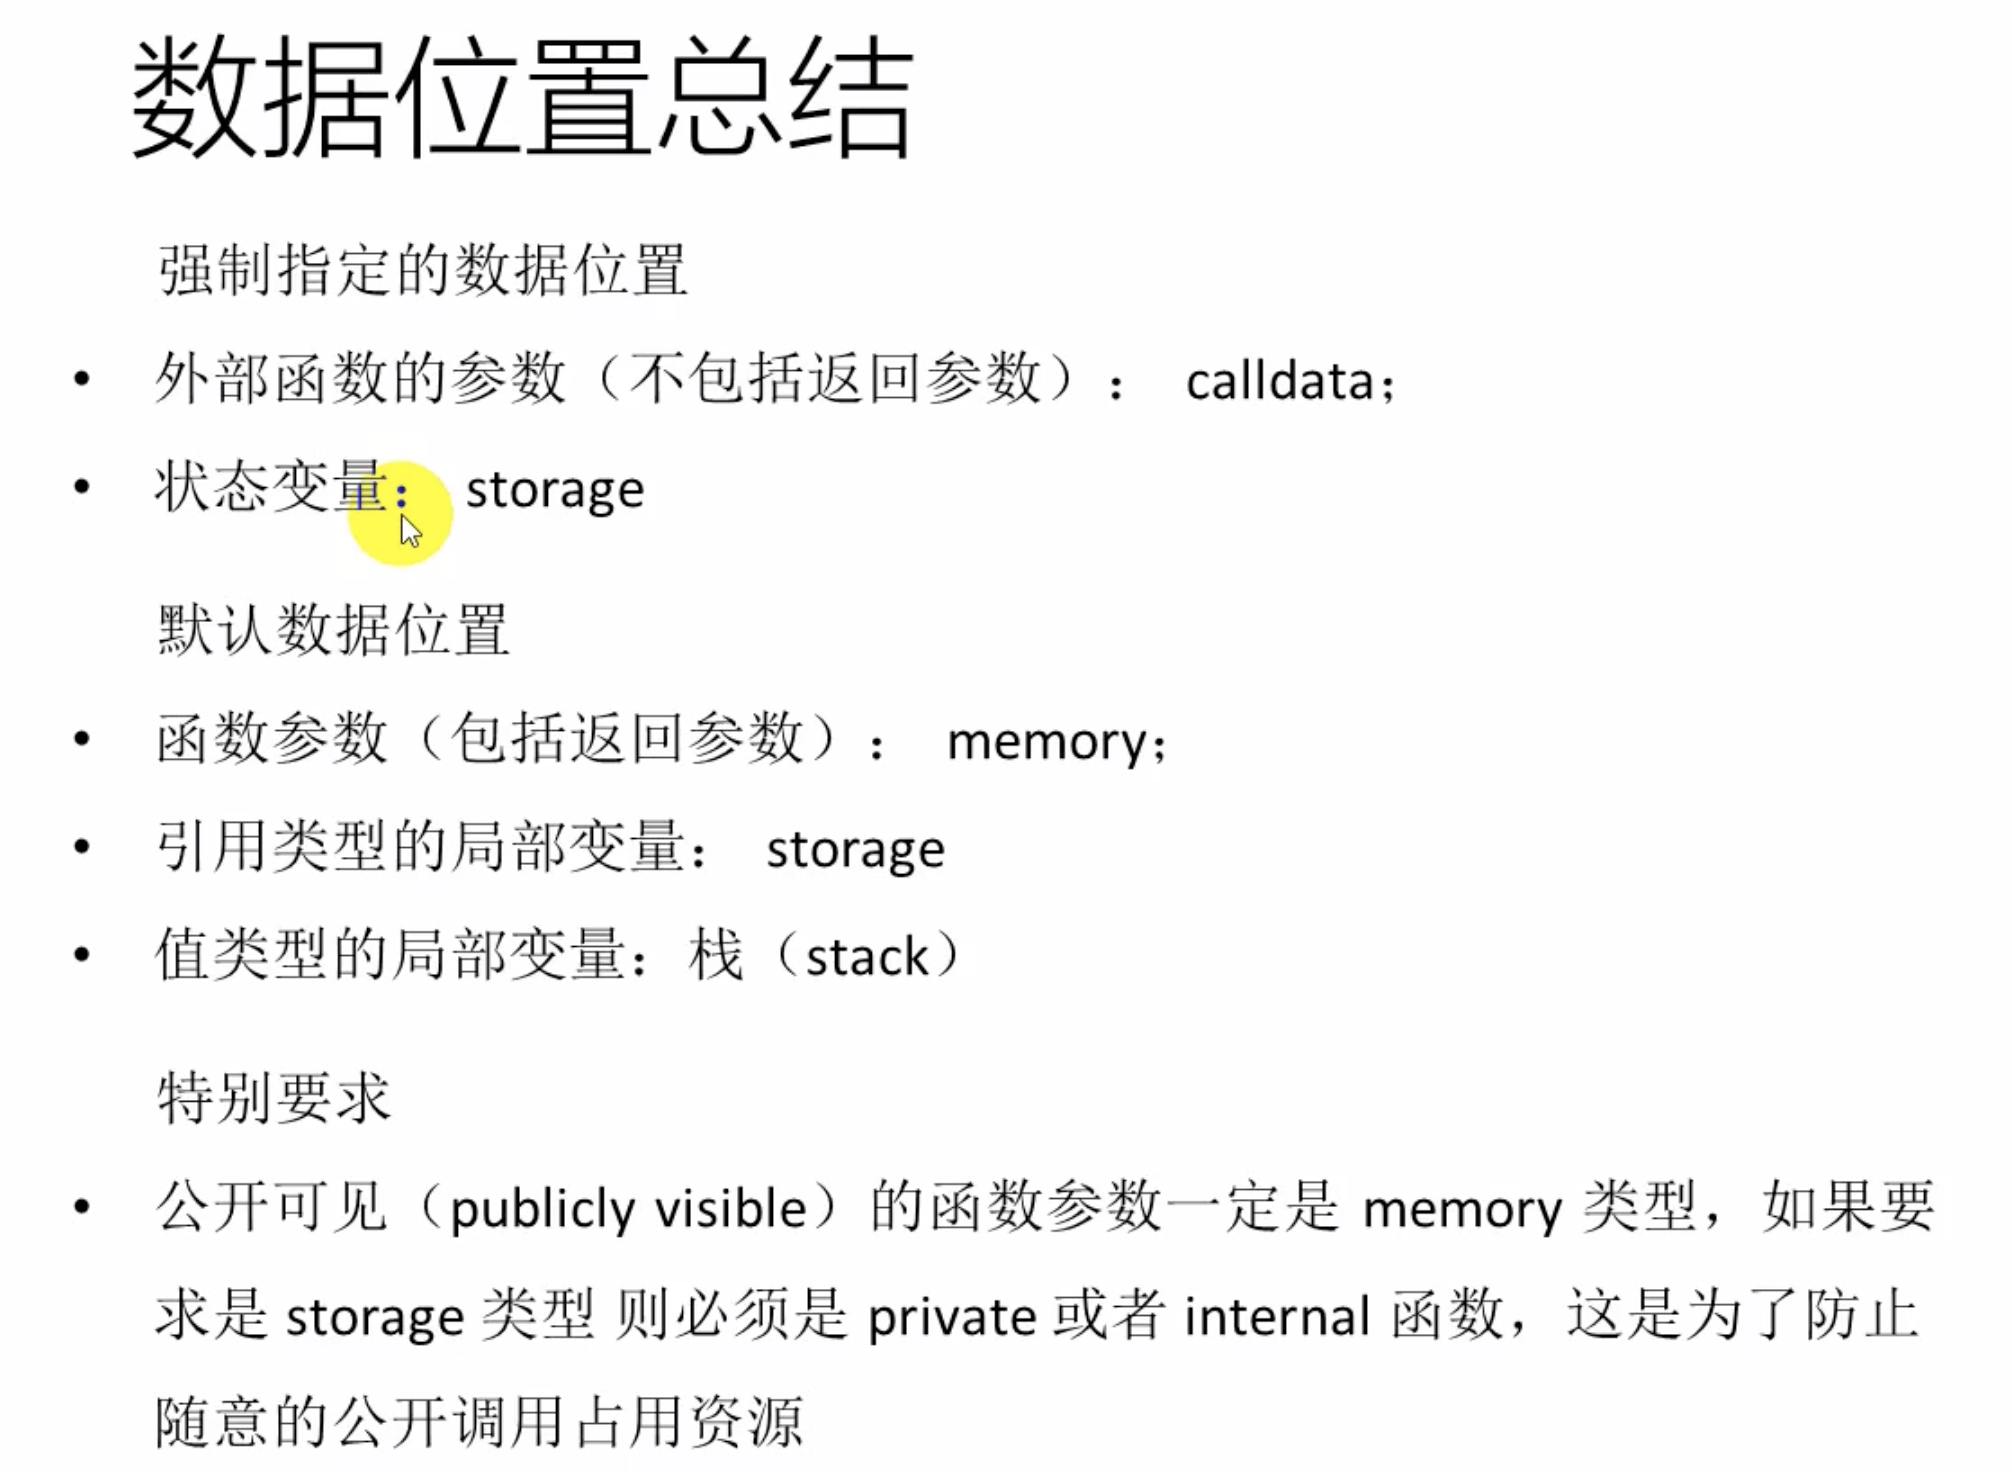 数据位置总结
强制指定的数据位置
• 外部函数的参数（不包括返回参数）： calldata；
• 状态变量： storage
默认数据位置
• 函数参数（包括返回参数）： memory；
• 引用类型的局部变量： storage
• 值类型的局部变量：栈（stack）
特别要求
• 公开可见（publicly visible）的函数参数一定是 memory 类型，如果要
求是 storage 类型 则必须是 private 或者 internal 函数，这是为了防止
随意的公开调用占用资源